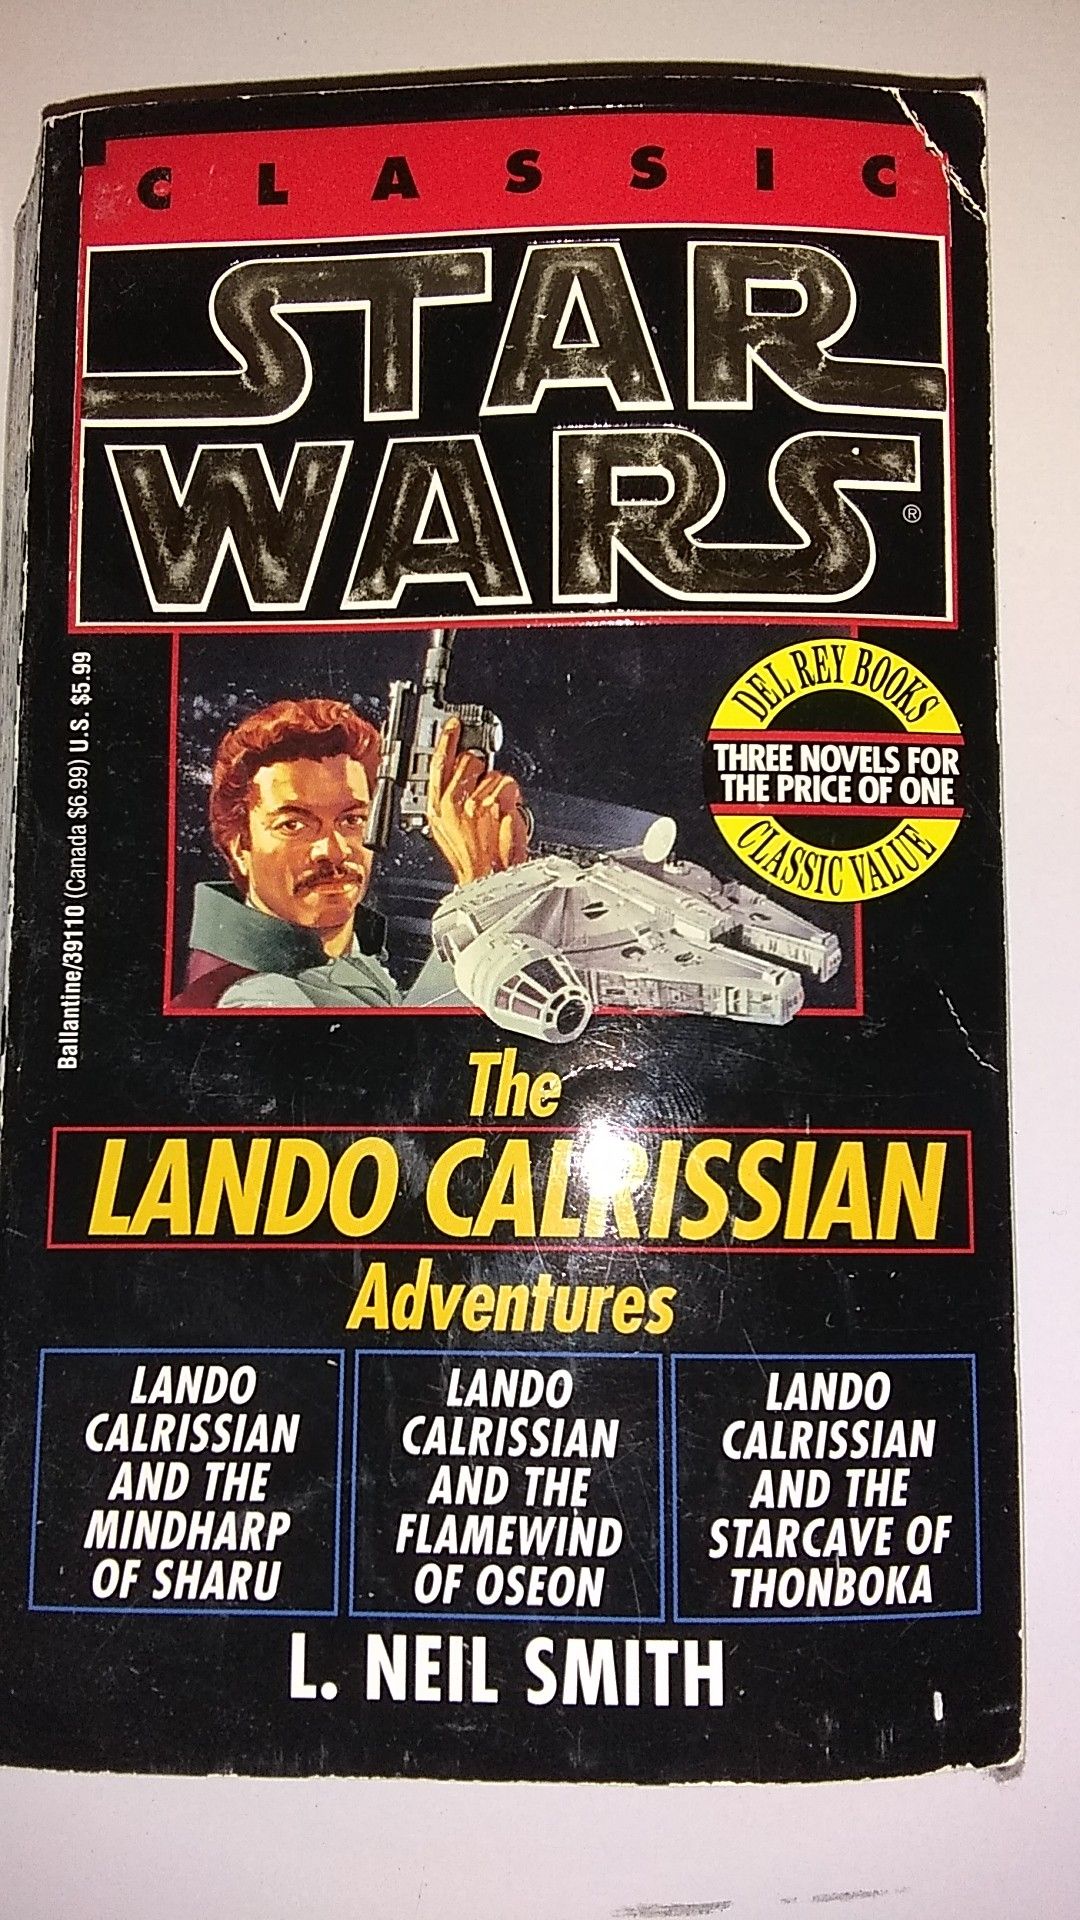 CLASSIC
STAR
WARS®
Ballantine/39110 (Canada $6.99) U.S. $5.99
DEL REY BOOKS
THREE NOVELS FOR
THE PRICE OF ONE
CLASSIC VALUE
The
LANDO CALRISSIAN
Adventures
LANDO
CALRISSIAN
AND THE
MINDHARP
OF SHARU
LANDO
CALRISSIAN
AND THE
FLAMEWIND
OF OSEON
LANDO
CALRISSIAN
AND THE
STARCAVE OF
THONBOKA
L. NEIL SMITH